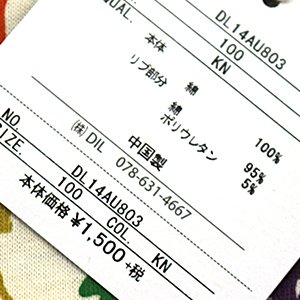 DL14AU803
QUAL. 100 KN
本体 綿 100%
リブ部分 綿 95%
ポリウレタン 5%
中国製
㈱DIL 078-631-4667
NO. DL14AU803
SIZE. 100 COL. KN
本体価格 ¥1,500+税